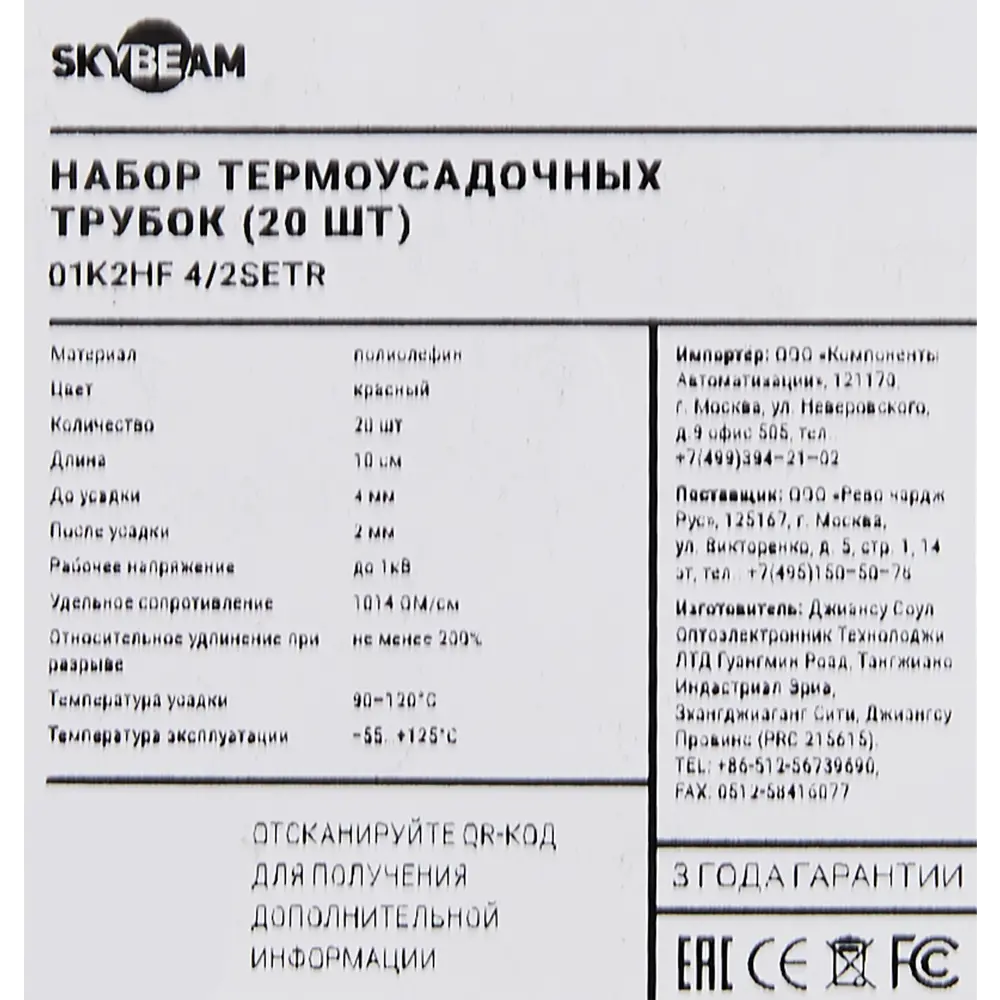 SKYBEAM
НАБОР ТЕРМОУСАДОЧНЫХ
ТРУБОК (20 ШТ)
01K2HF 4/2SETR
Материал полиолефин
Цвет красный
Количество 20 шт
Длина 10 см
До усадки 4 мм
После усадки 2 мм
Рабочее напряжение до 1кВ
Удельное сопротивление 1014 ОМ/см
Относительное удлинение при не менее 200%
разрыве
Температура усадки 90-120°C
Температура эксплуатации -55. +125°C
ОТСКАНИРУЙТЕ QR-КОД
ДЛЯ ПОЛУЧЕНИЯ
ДОПОЛНИТЕЛЬНОЙ
ИНФОРМАЦИИ
Импортер: ООО «Компоненты
Автоматизации», 121170,
г. Москва, ул. Неверовского,
д.9 офис 505, тел.
+7(499)394-21-02
Поставщик: ООО «Рево чардж
Рус», 125167, г. Москва,
ул. Викторенко, д. 5, стр. 1, 14
эт, тел.: +7(495)150-50-78
Изготовитель: Джиансу Соул
Оптоэлектронник Технолоджи
ЛТД Гуангмин Роад, Тангжиано
Индастриал Эриа,
Зхангджиаганг Сити, Джиангсу
Провинс (PRC 215615).
TEL: +86-512-56739690,
FAX: 0512-58416077
3 ГОДА ГАРАНТИИ
EAC CE FC